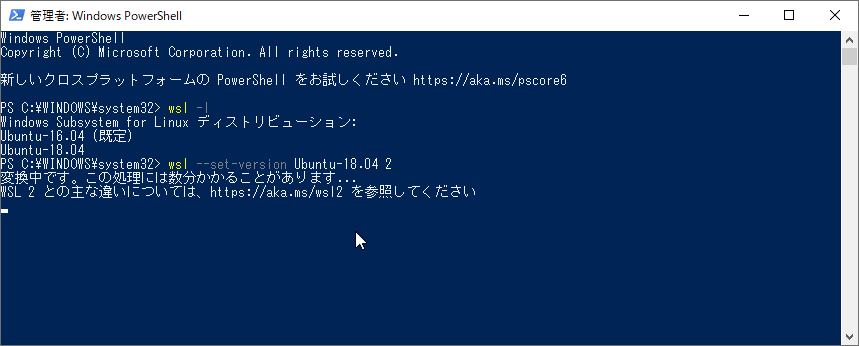 管理者: Windows PowerShell
Windows PowerShell
Copyright (C) Microsoft Corporation. All rights reserved.
新しいクロスプラットフォームの PowerShell をお試しください https://aka.ms/pscore6
PS C:¥WINDOWS¥system32> wsl -l
Windows Subsystem for Linux ディストリビューション:
Ubuntu-16.04 (既定)
Ubuntu-18.04
PS C:¥WINDOWS¥system32> wsl --set-version Ubuntu-18.04 2
変換中です。この処理には数分かかることがあります...
WSL 2 との主な違いについては、https://aka.ms/wsl2 を参照してください